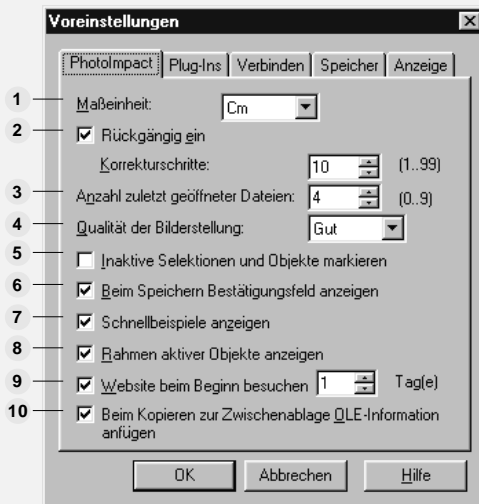 Voreinstellungen
PhotoImpact Plug-Ins Verbinden Speicher Anzeige
1 Maßeinheit: Cm
2 Rückgängig ein
Korrekturschritte: 10 (1..99)
3 Anzahl zuletzt geöffneter Dateien: 4 (0..9)
4 Qualität der Bilderstellung: Gut
5 Inaktive Selektionen und Objekte markieren
6 Beim Speichern Bestätigungsfeld anzeigen
7 Schnellbeispiele anzeigen
8 Rahmen aktiver Objekte anzeigen
9 Website beim Beginn besuchen 1 Tag(e)
10 Beim Kopieren zur Zwischenablage OLE-Information
anfügen
OK Abbrechen Hilfe